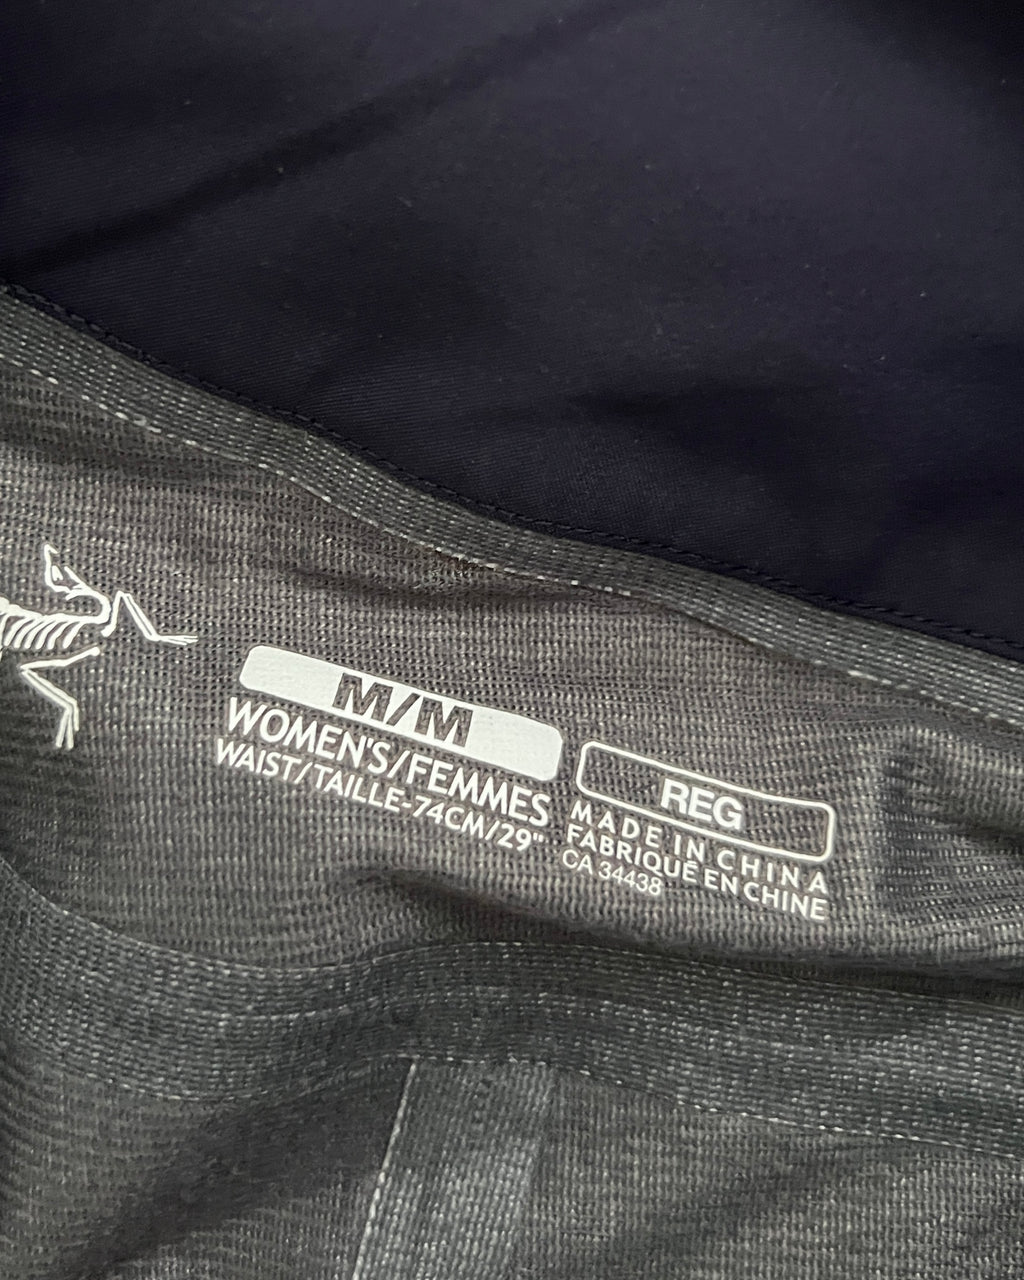 M/M
WOMEN'S/FEMMES
WAIST/TAILLE-74CM/29"
REG
MADE IN CHINA
FABRIQUÉ EN CHINE
CA 34438